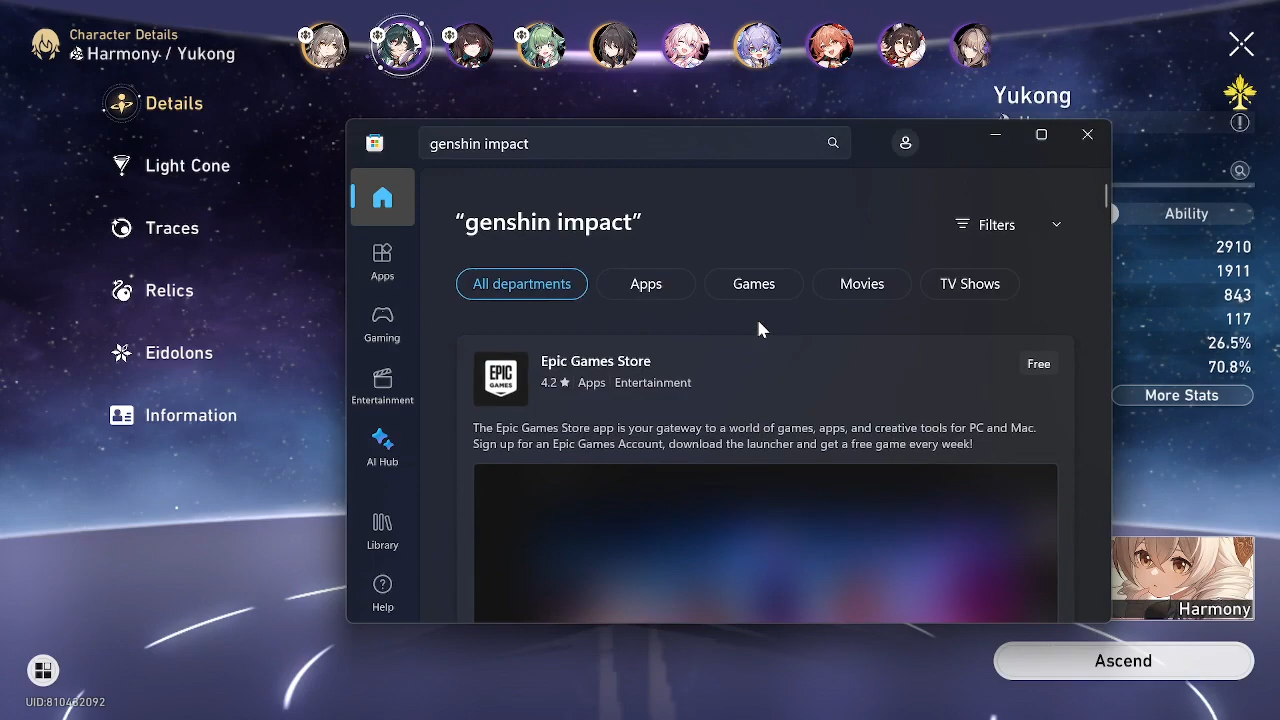 Character Details
Harmony / Yukong
Details
Light Cone
Traces
Relics
Eidolons
Information
UID:810432092
genshin impact
Apps
Gaming
Entertainment
AI Hub
Library
Help
“genshin impact”
Filters
All departments
Apps
Games
Movies
TV Shows
EPIC
GAMES
Epic Games Store
4.2 ★ Apps Entertainment
Free
The Epic Games Store app is your gateway to a world of games, apps, and creative tools for PC and Mac.
Sign up for an Epic Games Account, download the launcher and get a free game every week!
Yukong
Ability
2910
1911
843
117
26.5%
70.8%
More Stats
Harmony
Ascend